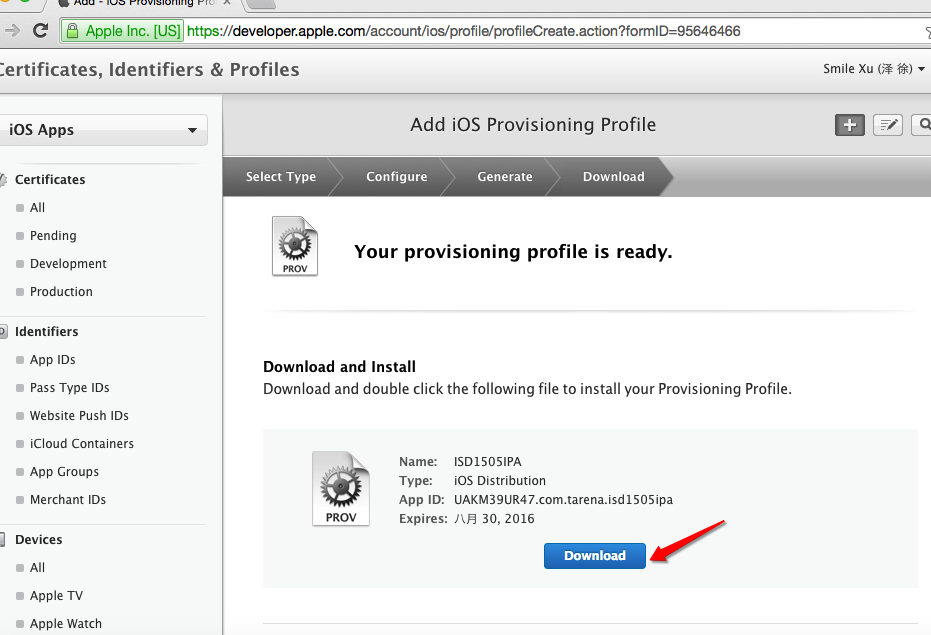 Add - iOS Provisioning Pro
Apple Inc. [US] https://developer.apple.com/account/ios/profile/profileCreate.action?formID=95646466
Certificates, Identifiers & Profiles
Smile Xu (泽 徐)
iOS Apps
Add iOS Provisioning Profile
Select Type
Configure
Generate
Download
Certificates
All
Pending
Development
Production
Identifiers
App IDs
Pass Type IDs
Website Push IDs
iCloud Containers
App Groups
Merchant IDs
Devices
All
Apple TV
Apple Watch
PROV
Your provisioning profile is ready.
Download and Install
Download and double click the following file to install your Provisioning Profile.
PROV
Name: ISD1505IPA
Type: iOS Distribution
App ID: UAKM39UR47.com.tarena.isd1505ipa
Expires: 八月 30, 2016
Download